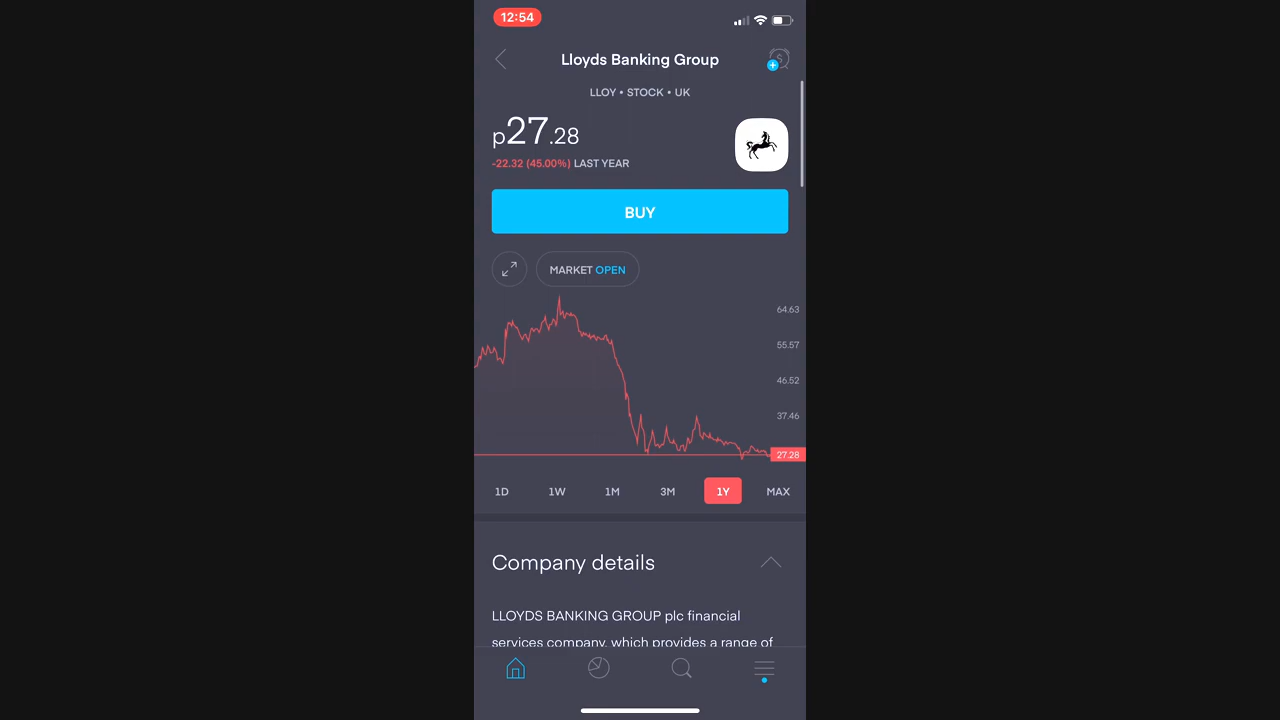 12:54
Lloyds Banking Group
LLOY • STOCK • UK
p27.28
-22.32 (45.00%) LAST YEAR
BUY
MARKET OPEN
64.63
55.57
46.52
37.46
27.28
1D 1W 1M 3M 1Y MAX
Company details
LLOYDS BANKING GROUP plc financial
services company, which provides a range of